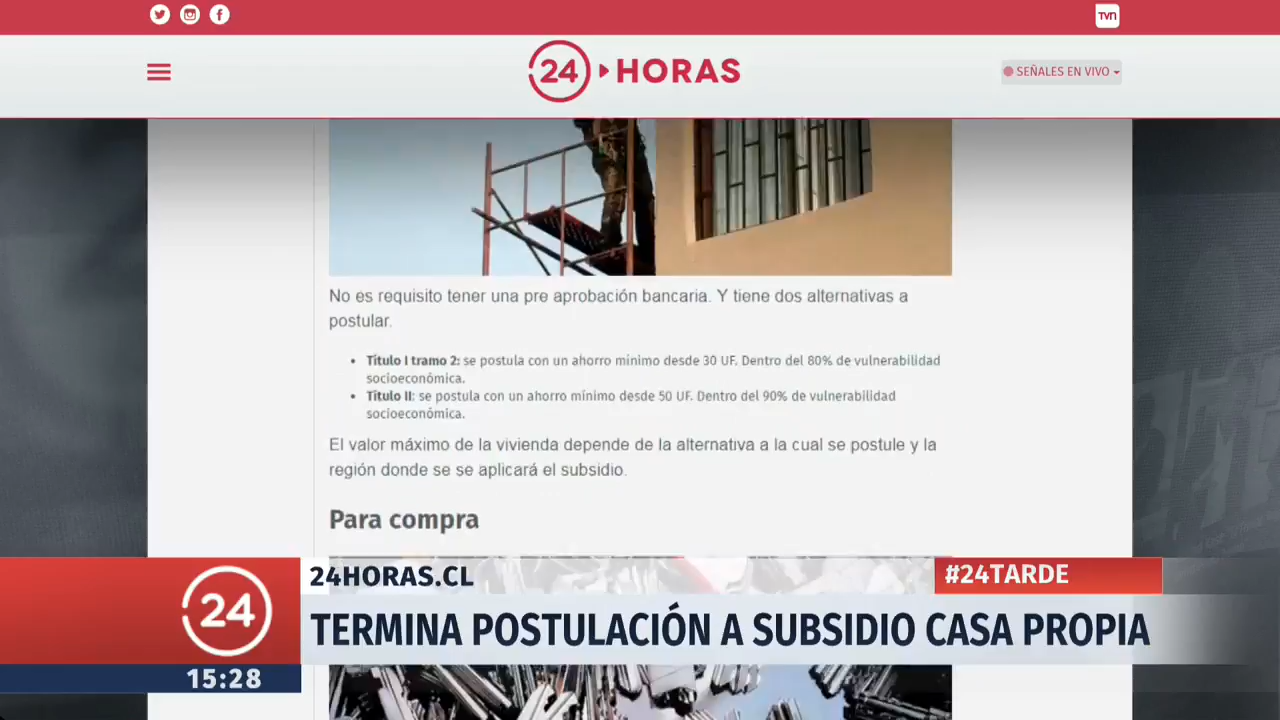 tvn
24 HORAS
SEÑALES EN VIVO
No es requisito tener una pre aprobación bancaria. Y tiene dos alternativas a
postular.
• Título I tramo 2: se postula con un ahorro mínimo desde 30 UF. Dentro del 80% de vulnerabilidad
socioeconómica.
• Título II: se postula con un ahorro mínimo desde 50 UF. Dentro del 90% de vulnerabilidad
socioeconómica.
El valor máximo de la vivienda depende de la alternativa a la cual se postule y la
región donde se se aplicará el subsidio.
Para compra
24HORAS.CL
#24TARDE
24
TERMINA POSTULACIÓN A SUBSIDIO CASA PROPIA
15:28